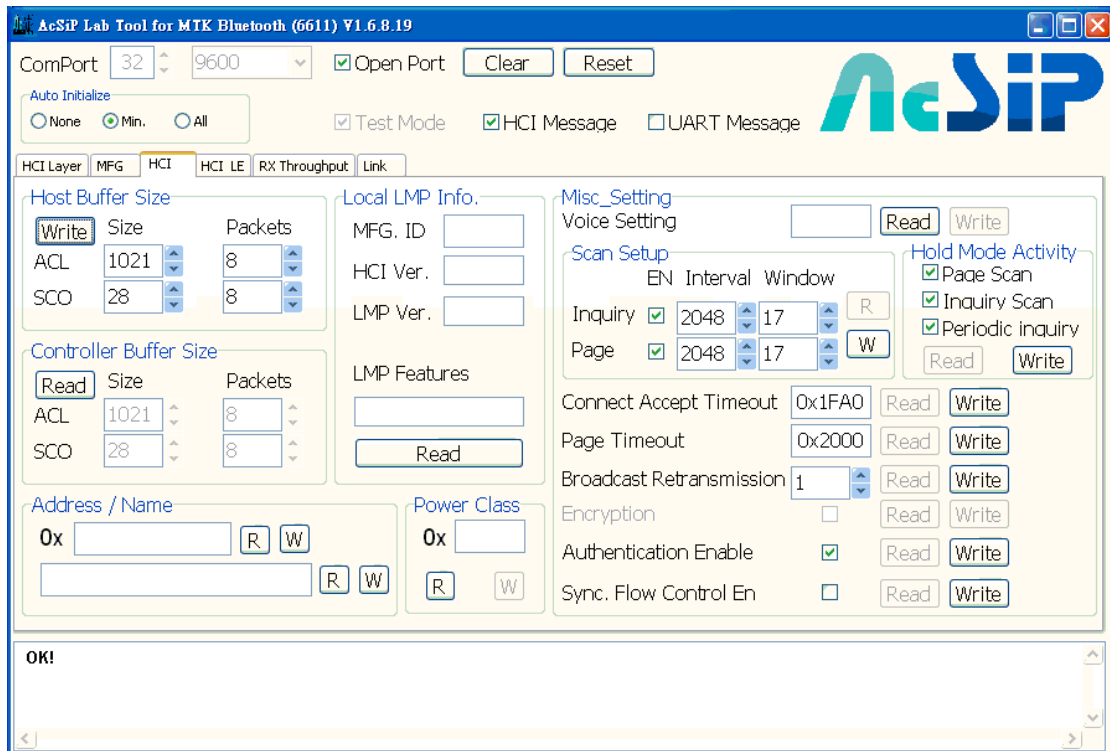 AcSiP Lab Tool for MTK Bluetooth (6611) V1.6.8.19
ComPort 32 9600 Open Port Clear Reset
AcSiP
Auto Initialize
None Min. All Test Mode HCI Message UART Message
HCI Layer MFG HCI HCI LE RX Throughput Link
Host Buffer Size
Write Size Packets
ACL 1021 8
SCO 28 8
Controller Buffer Size
Read Size Packets
ACL 1021 8
SCO 28 8
Local LMP Info.
MFG. ID
HCI Ver.
LMP Ver.
LMP Features
Read
Address / Name
0x R W
R W
Power Class
0x
R W
Misc_Setting
Voice Setting Read Write
Scan Setup
EN Interval Window
Inquiry 2048 17 R
Page 2048 17 W
Hold Mode Activity
Page Scan
Inquiry Scan
Periodic inquiry
Read Write
Connect Accept Timeout 0x1FA0 Read Write
Page Timeout 0x2000 Read Write
Broadcast Retransmission 1 Read Write
Encryption Read Write
Authentication Enable Read Write
Sync. Flow Control En Read Write
OK!